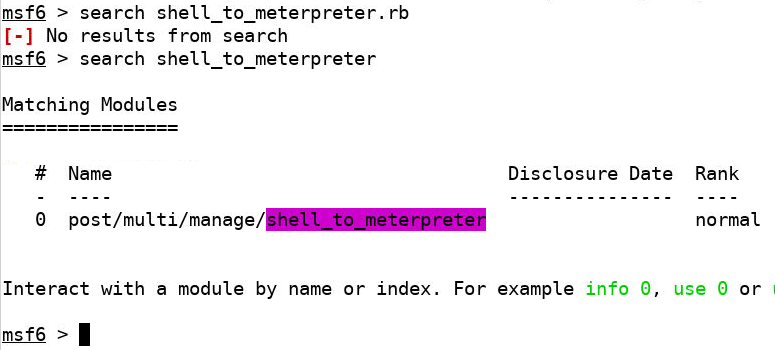 msf6 > search shell_to_meterpreter.rb
[-] No results from search
msf6 > search shell_to_meterpreter
Matching Modules
================
# Name Disclosure Date Rank
- ---- --------------- ----
0 post/multi/manage/shell_to_meterpreter normal
Interact with a module by name or index. For example info 0, use 0 or
msf6 >